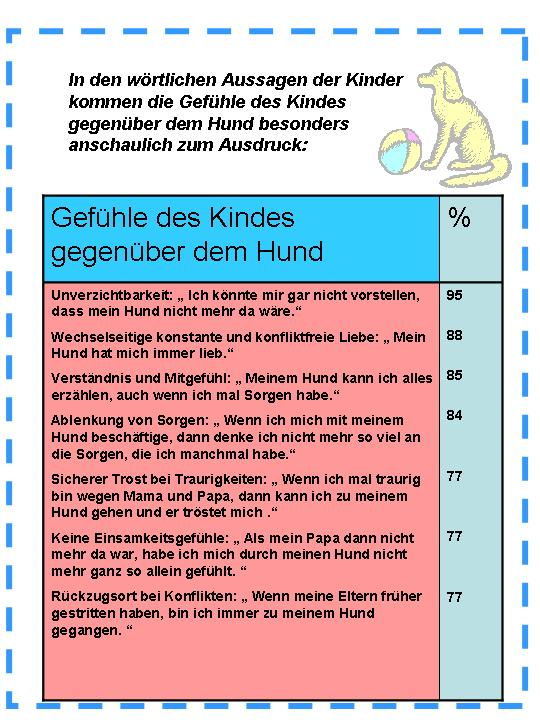 In den wörtlichen Aussagen der Kinder
kommen die Gefühle des Kindes
gegenüber dem Hund besonders
anschaulich zum Ausdruck:
Gefühle des Kindes
gegenüber dem Hund
%
Unverzichtbarkeit: „ Ich könnte mir gar nicht vorstellen,
dass mein Hund nicht mehr da wäre.“
95
Wechselseitige konstante und konfliktfreie Liebe: „ Mein
Hund hat mich immer lieb.“
88
Verständnis und Mitgefühl: „ Meinem Hund kann ich alles
erzählen, auch wenn ich mal Sorgen habe.“
85
Ablenkung von Sorgen: „ Wenn ich mich mit meinem
Hund beschäftige, dann denke ich nicht mehr so viel an
die Sorgen, die ich manchmal habe.“
84
Sicherer Trost bei Traurigkeiten: „ Wenn ich mal traurig
bin wegen Mama und Papa, dann kann ich zu meinem
Hund gehen und er tröstet mich .“
77
Keine Einsamkeitsgefühle: „ Als mein Papa dann nicht
mehr da war, habe ich mich durch meinen Hund nicht
mehr ganz so allein gefühlt. “
77
Rückzugsort bei Konflikten: „ Wenn meine Eltern früher
gestritten haben, bin ich immer zu meinem Hund
gegangen. “
77